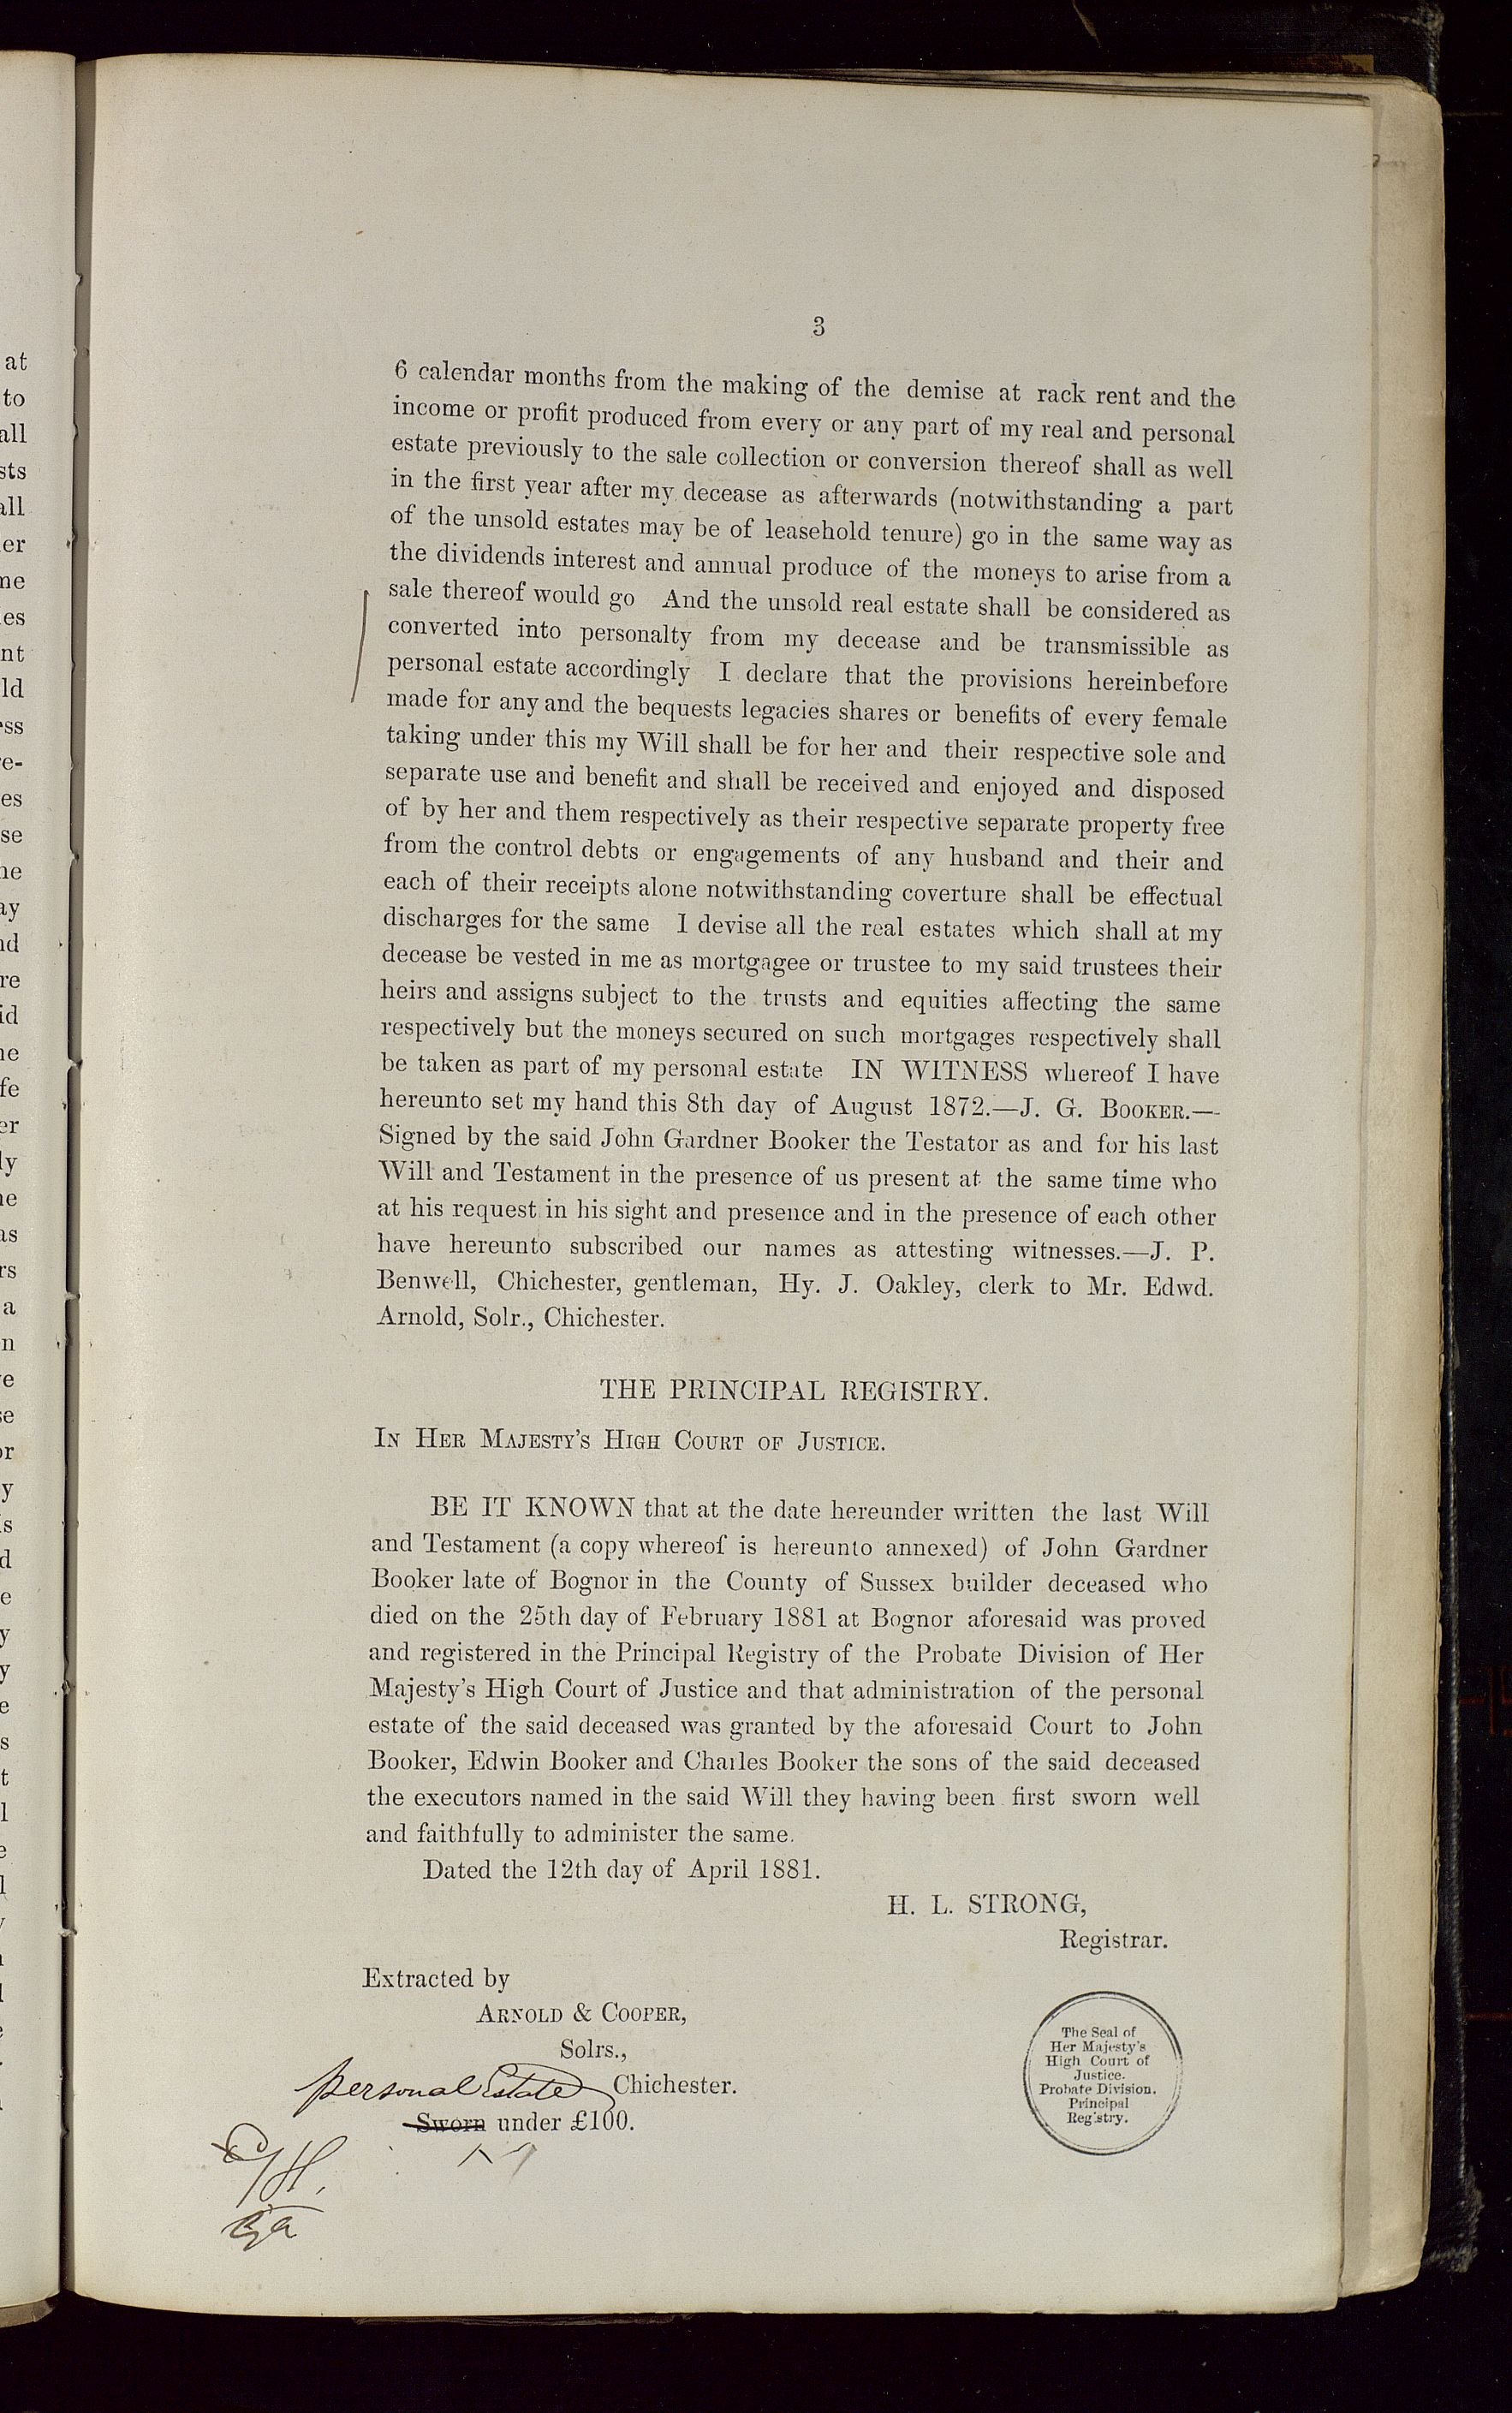 3
6 calendar months from the making of the demise at rack rent and the
income or profit produced from every or any part of my real and personal
estate previously to the sale collection or conversion thereof shall as well
in the first year after my decease as afterwards (notwithstanding a part
of the unsold estates may be of leasehold tenure) go in the same way as
the dividends interest and annual produce of the moneys to arise from a
sale thereof would go And the unsold real estate shall be considered as
converted into personalty from my decease and be transmissible as
personal estate accordingly I declare that the provisions hereinbefore
made for any and the bequests legacies shares or benefits of every female
taking under this my Will shall be for her and their respective sole and
separate use and benefit and shall be received and enjoyed and disposed
of by her and them respectively as their respective separate property free
from the control debts or engagements of any husband and their and
each of their receipts alone notwithstanding coverture shall be effectual
discharges for the same I devise all the real estates which shall at my
decease be vested in me as mortgagee or trustee to my said trustees their
heirs and assigns subject to the trusts and equities affecting the same
respectively but the moneys secured on such mortgages respectively shall
be taken as part of my personal estate IN WITNESS whereof I have
hereunto set my hand this 8th day of August 1872.—J. G. BOOKER.—
Signed by the said John Gardner Booker the Testator as and for his last
Will and Testament in the presence of us present at the same time who
at his request in his sight and presence and in the presence of each other
have hereunto subscribed our names as attesting witnesses.—J. P.
Benwell, Chichester, gentleman, Hy. J. Oakley, clerk to Mr. Edwd.
Arnold, Solr., Chichester.
THE PRINCIPAL REGISTRY.
IN HER MAJESTY'S HIGH COURT OF JUSTICE.
BE IT KNOWN that at the date hereunder written the last Will
and Testament (a copy whereof is hereunto annexed) of John Gardner
Booker late of Bognor in the County of Sussex builder deceased who
died on the 25th day of February 1881 at Bognor aforesaid was proved
and registered in the Principal Registry of the Probate Division of Her
Majesty's High Court of Justice and that administration of the personal
estate of the said deceased was granted by the aforesaid Court to John
Booker, Edwin Booker and Charles Booker the sons of the said deceased
the executors named in the said Will they having been first sworn well
and faithfully to administer the same.
Dated the 12th day of April 1881.
H. L. STRONG,
Registrar.
Extracted by
ARNOLD & COOPER,
Solrs.,
Chichester.
personal Estate
Sworn under £100.
The Seal of
Her Majesty's
High Court of
Justice.
Probate Division.
Principal
Registry.